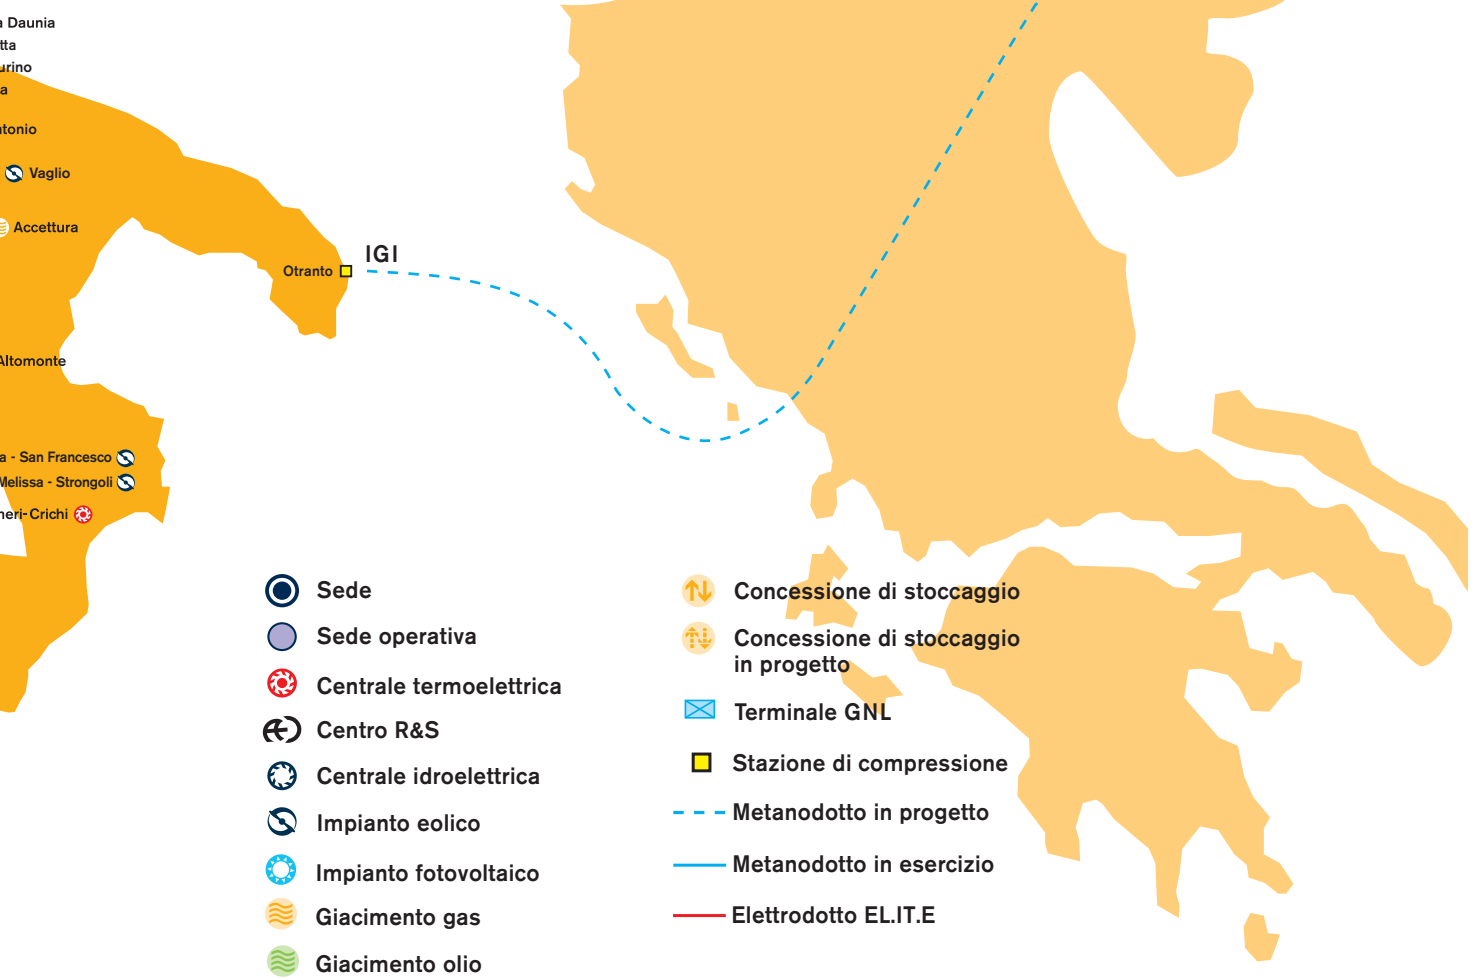 a Daunia
tta
urino
a
ntonio
Vaglio
Accettura
IGI
Otranto
Altomonte
a - San Francesco
Melissa - Strongoli
neri-Crichi
Sede
Sede operativa
Centrale termoelettrica
Centro R&S
Centrale idroelettrica
Impianto eolico
Impianto fotovoltaico
Giacimento gas
Giacimento olio
Concessione di stoccaggio
Concessione di stoccaggio
in progetto
Terminale GNL
Stazione di compressione
Metanodotto in progetto
Metanodotto in esercizio
Elettrodotto EL.IT.E